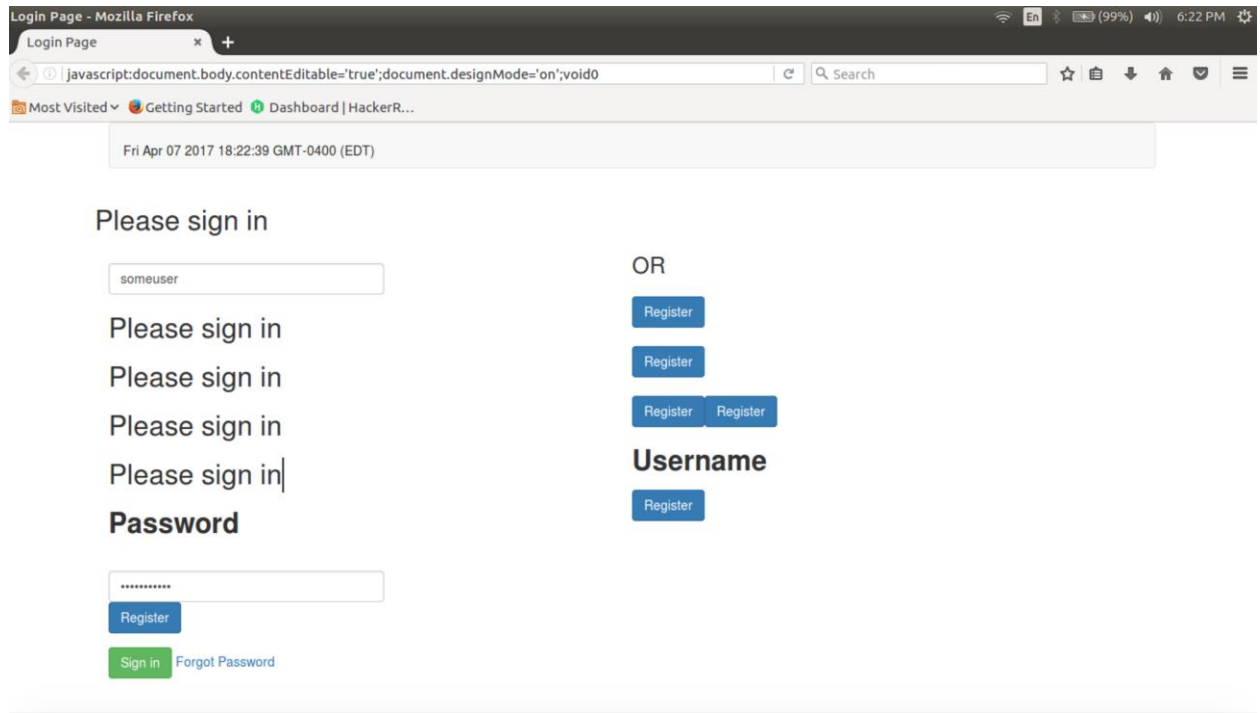 Login Page - Mozilla Firefox En (99%) 6:22 PM
Login Page × +
javascript:document.body.contentEditable='true';document.designMode='on';void0 Search
Most Visited Getting Started Dashboard | HackerR...
Fri Apr 07 2017 18:22:39 GMT-0400 (EDT)
Please sign in
someuser
Please sign in
Please sign in
Please sign in
Please sign in
Password
•••••••••••
Register
Sign in Forgot Password
OR
Register
Register
Register Register
Username
Register